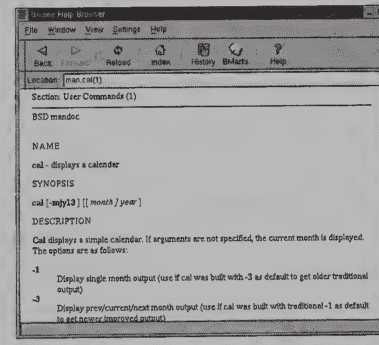 Gnome Help Browser
File Window View Settings Help
Back Forward Reload Index History BMarks Help
Location: man.cal(1)
Section: User Commands (1)
BSD mandoc
NAME
cal - displays a calendar
SYNOPSIS
cal [-mjy13] [[ month ] year ]
DESCRIPTION
Cal displays a simple calendar. If arguments are not specified, the current month is displayed.
The options are as follows:
-1
Display single month output (use if cal was built with -3 as default to get older traditional
output)
-3
Display prev/current/next month output (use if cal was built with traditional -1 as default
to get newer improved output)